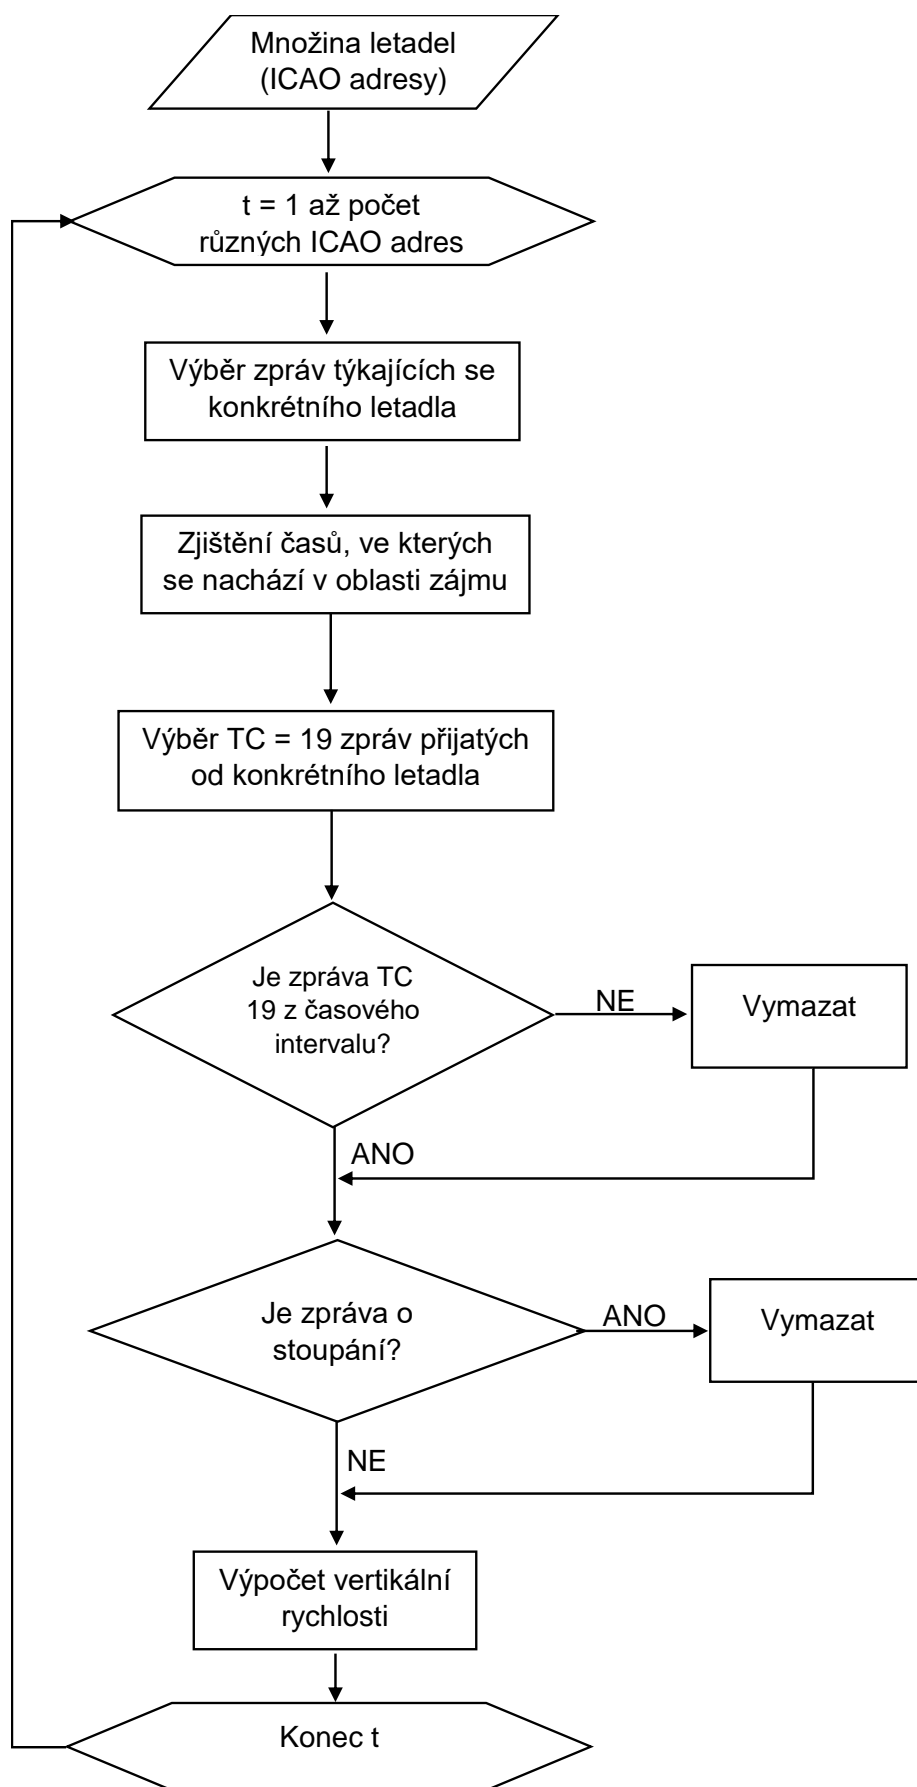 Množina letadel
(ICAO adresy)
t = 1 až počet
různých ICAO adres
Výběr zpráv týkajících se
konkrétního letadla
Zjištění časů, ve kterých
se nachází v oblasti zájmu
Výběr TC = 19 zpráv přijatých
od konkrétního letadla
Je zpráva TC
19 z časového
intervalu?
NE
Vymazat
ANO
Je zpráva o
stoupání?
ANO
Vymazat
NE
Výpočet vertikální
rychlosti
Konec t